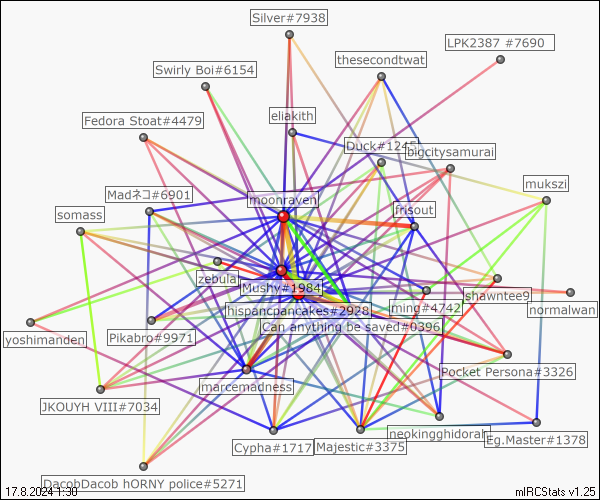 Silver#7938
LPK2387 #7690
thesecondtwat
Swirly Boi#6154
eliakith
Fedora Stoat#4479
Duck#1245
bigcitysamurai
mukszi
Madネコ#6901
moonraven
frisout
somass
zebula
Mushy#1984
shawntee9
hispancpancakes#2928
ming#4742
normalwan
Can anything be saved#0396
yoshimanden
Pikabro#9971
Pocket Persona#3326
marcemadness
JKOUYH VIII#7034
neokingghidorah
Eg.Master#1378
Cypha#1717
Majestic#3375
DacobDacob hORNY police#5271
17.8.2024 1:30
mIRCStats v1.25